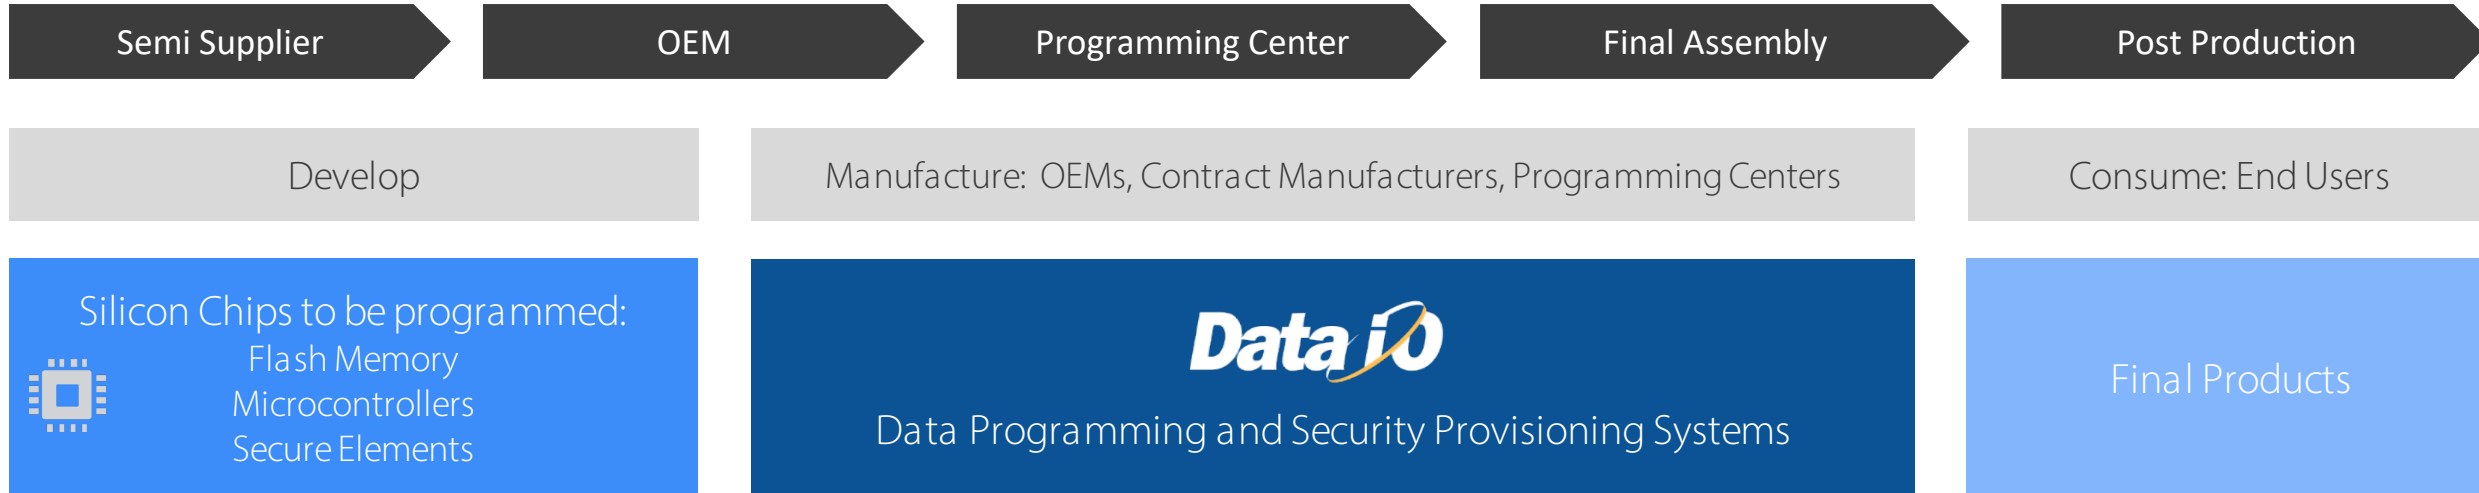 Semi Supplier
OEM
Programming Center
Final Assembly
Post Production
Develop
Manufacture: OEMs, Contract Manufacturers, Programming Centers
Consume: End Users
Silicon Chips to be programmed:
Flash Memory
Microcontrollers
Secure Elements
Data iO
Data Programming and Security Provisioning Systems
Final Products